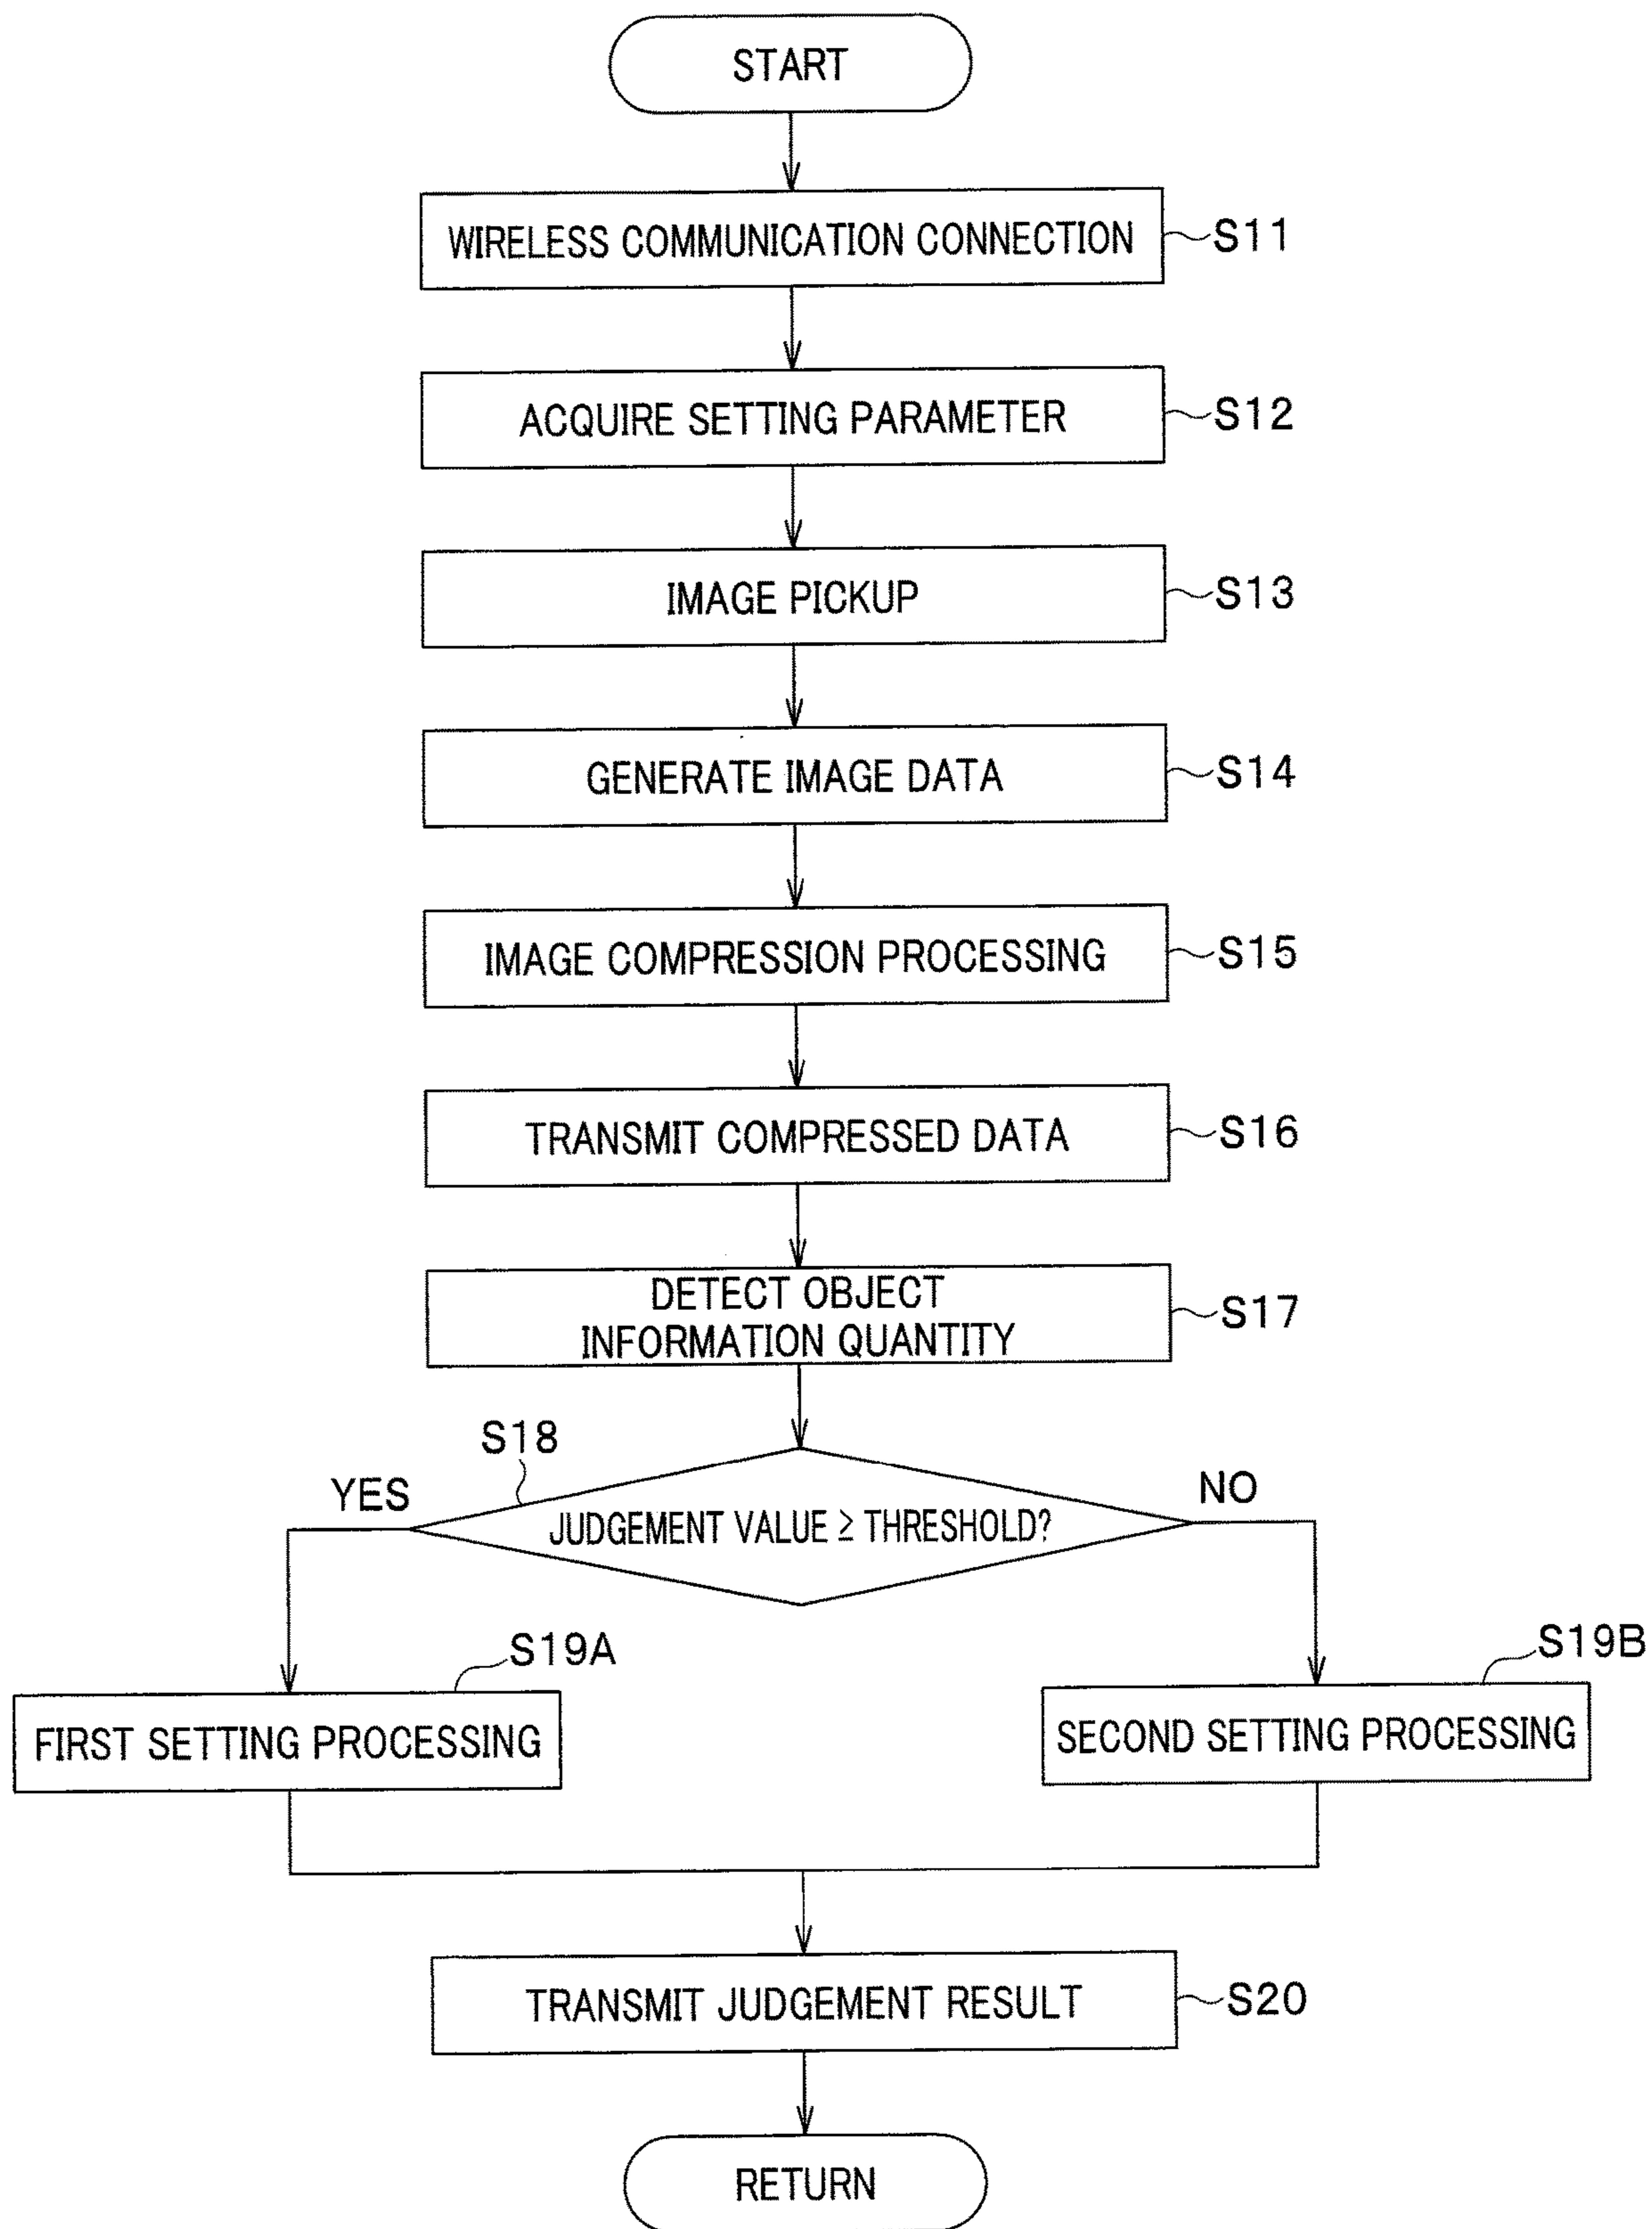 START
WIRELESS COMMUNICATION CONNECTION
S11
ACQUIRE SETTING PARAMETER
S12
IMAGE PICKUP
S13
GENERATE IMAGE DATA
S14
IMAGE COMPRESSION PROCESSING
S15
TRANSMIT COMPRESSED DATA
S16
DETECT OBJECT
INFORMATION QUANTITY
S17
S18
YES
NO
JUDGEMENT VALUE ≧ THRESHOLD?
S19A
S19B
FIRST SETTING PROCESSING
SECOND SETTING PROCESSING
TRANSMIT JUDGEMENT RESULT
S20
RETURN